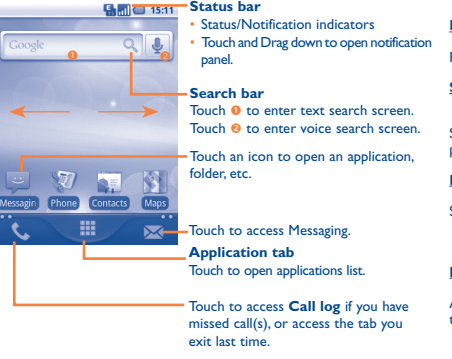 15:11
Google
1
2
Messagin
Phone
Contacts
Maps
Status bar
• Status/Notification indicators
• Touch and Drag down to open notification
panel.
Search bar
Touch 1 to enter text search screen.
Touch 2 to enter voice search screen.
Touch an icon to open an application,
folder, etc.
Touch to access Messaging.
Application tab
Touch to open applications list.
Touch to access Call log if you have
missed call(s), or access the tab you
exit last time.